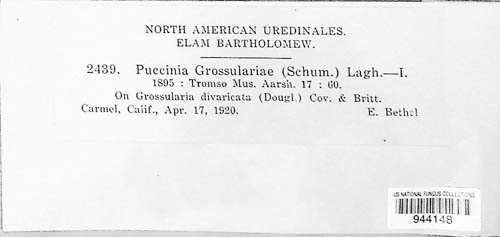 NORTH AMERICAN UREDINALES.
ELAM BARTHOLOMEW.
2439. Puccinia Grossulariae (Schum.) Lagh.—I.
1895 : Tromso Mus. Aarsh. 17 : 60.
On Grossularia divaricata (Dougl.) Cov. & Britt.
Carmel, Calif., Apr. 17, 1920. E. Bethel
US NATIONAL FUNGUS COLLECTIONS
944148